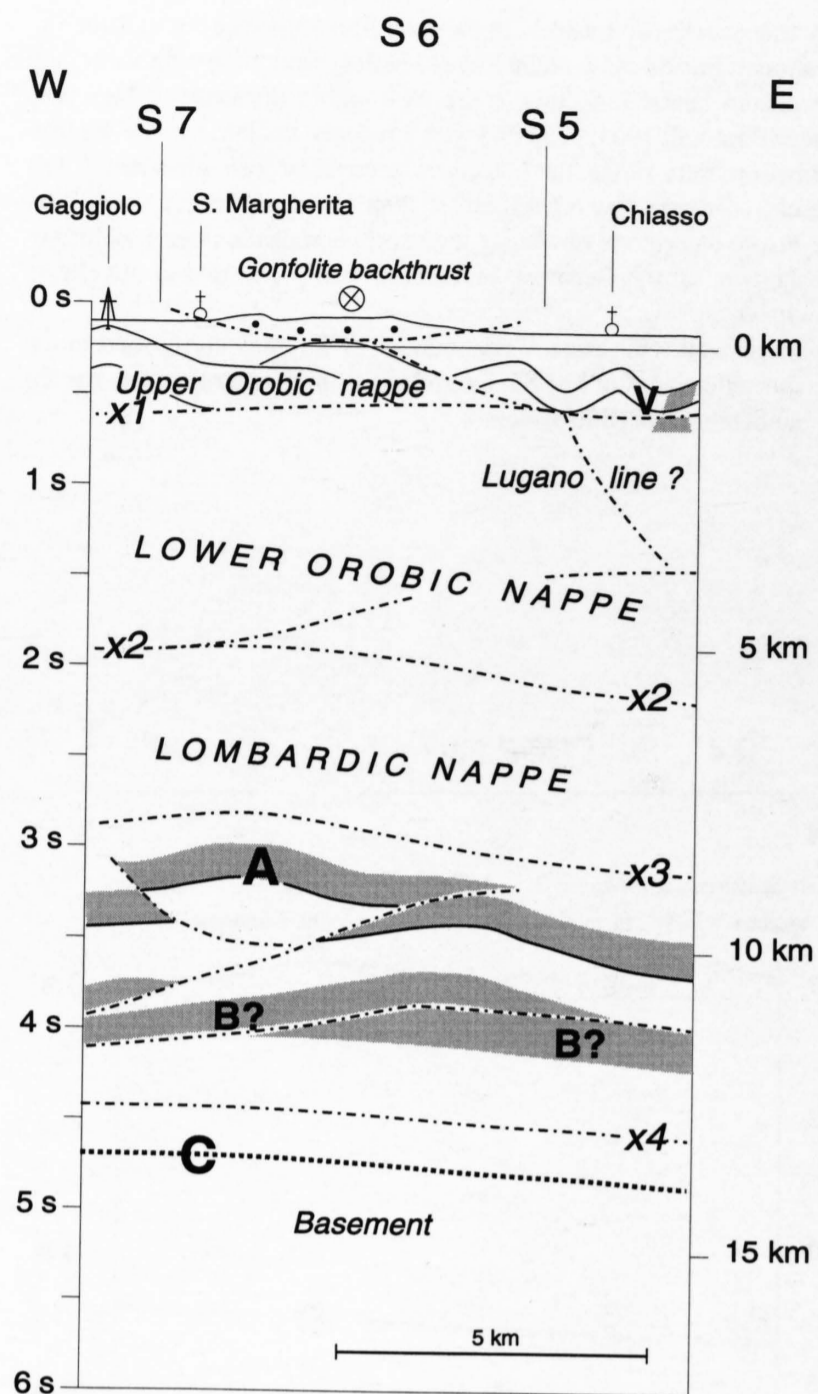 S 6
W
E
S 7
S 5
Gaggiolo
S. Margherita
Chiasso
Gonfolite backthrust
0 s
0 km
Upper Orobic nappe
V
x1
1 s
Lugano line ?
LOWER OROBIC NAPPE
x2
5 km
2 s
x2
LOMBARDIC NAPPE
3 s
A
x3
10 km
4 s
B?
B?
x4
C
5 s
Basement
15 km
5 km
6 s